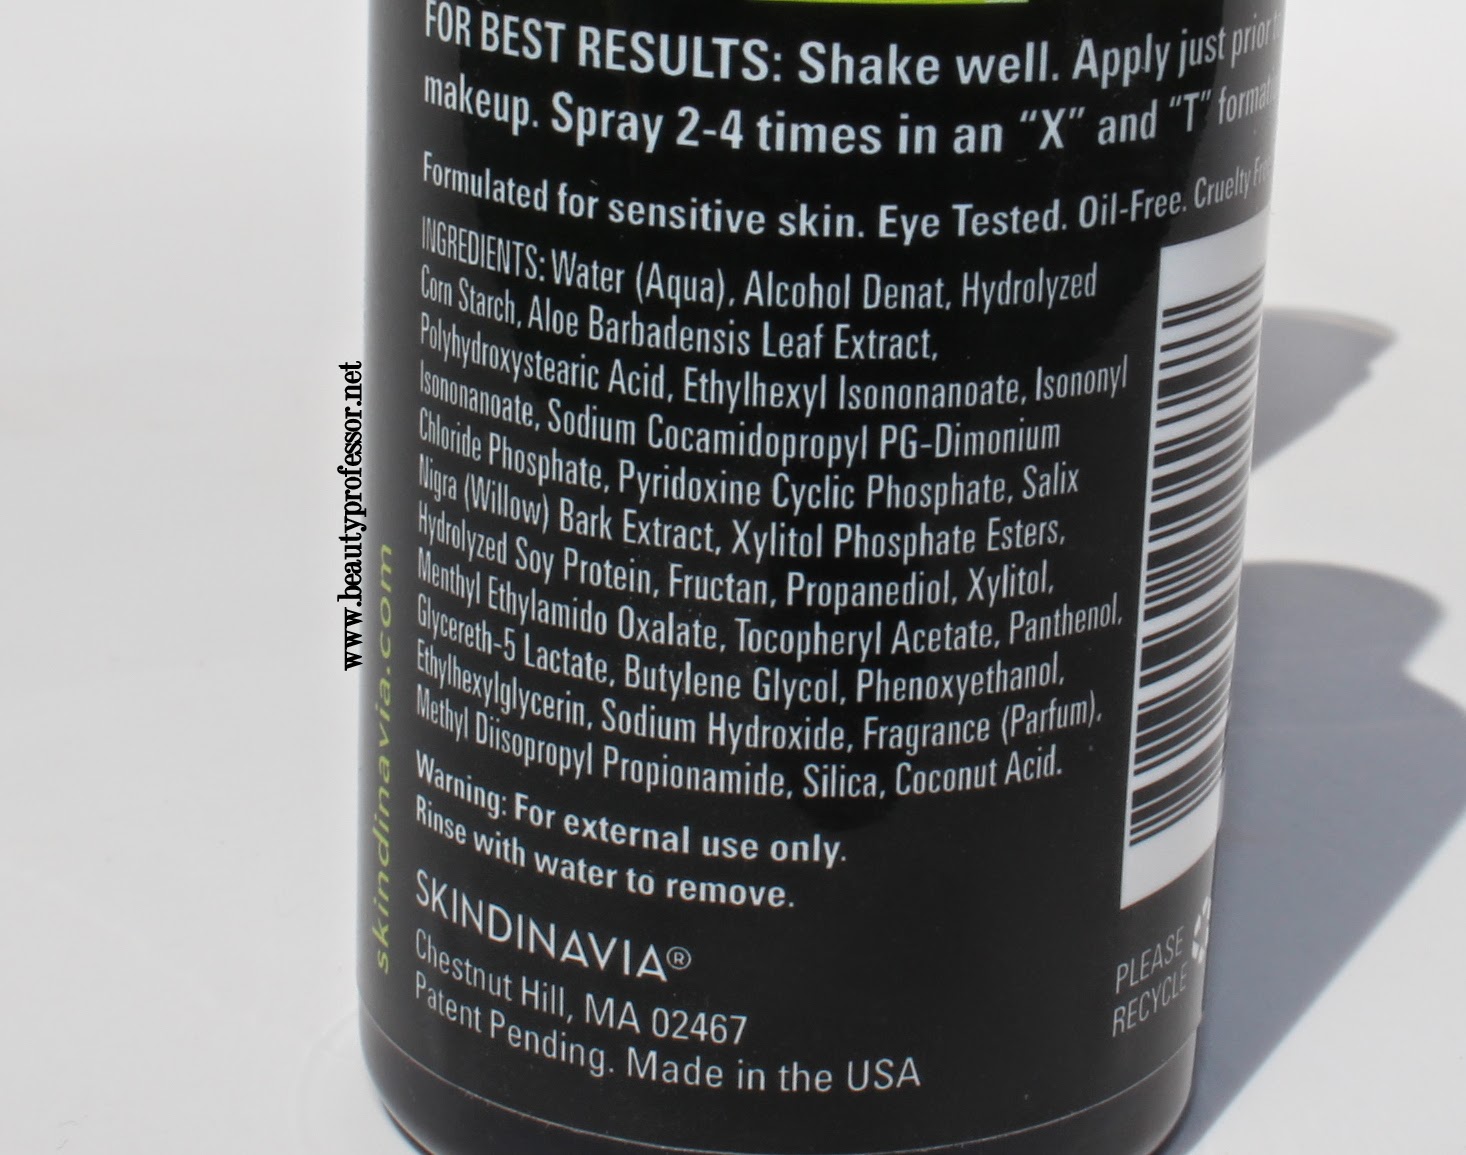 FOR BEST RESULTS: Shake well. Apply just prior
makeup. Spray 2-4 times in an “X” and “T”
Formulated for sensitive skin. Eye Tested. Oil-Free. Cruelty
INGREDIENTS: Water (Aqua), Alcohol Denat, Hydrolyzed
Corn Starch, Aloe Barbadensis Leaf Extract,
Polyhydroxystearic Acid, Ethylhexyl Isononanoate, Isononyl
Isononanoate, Sodium Cocamidopropyl PG-Dimonium
Chloride Phosphate, Pyridoxine Cyclic Phosphate, Salix
Nigra (Willow) Bark Extract, Xylitol Phosphate Esters,
Hydrolyzed Soy Protein, Fructan, Propanediol, Xylitol,
Menthyl Ethylamido Oxalate, Tocopheryl Acetate, Panthenol,
Glycereth-5 Lactate, Butylene Glycol, Phenoxyethanol,
Ethylhexylglycerin, Sodium Hydroxide, Fragrance (Parfum),
Methyl Diisopropyl Propionamide, Silica, Coconut Acid.
Warning: For external use only.
Rinse with water to remove.
SKINDINAVIA®
Chestnut Hill, MA 02467
Patent Pending. Made in the USA
PLEASE
RECYCLE
skindinavia.com
www.beautyprofessor.net